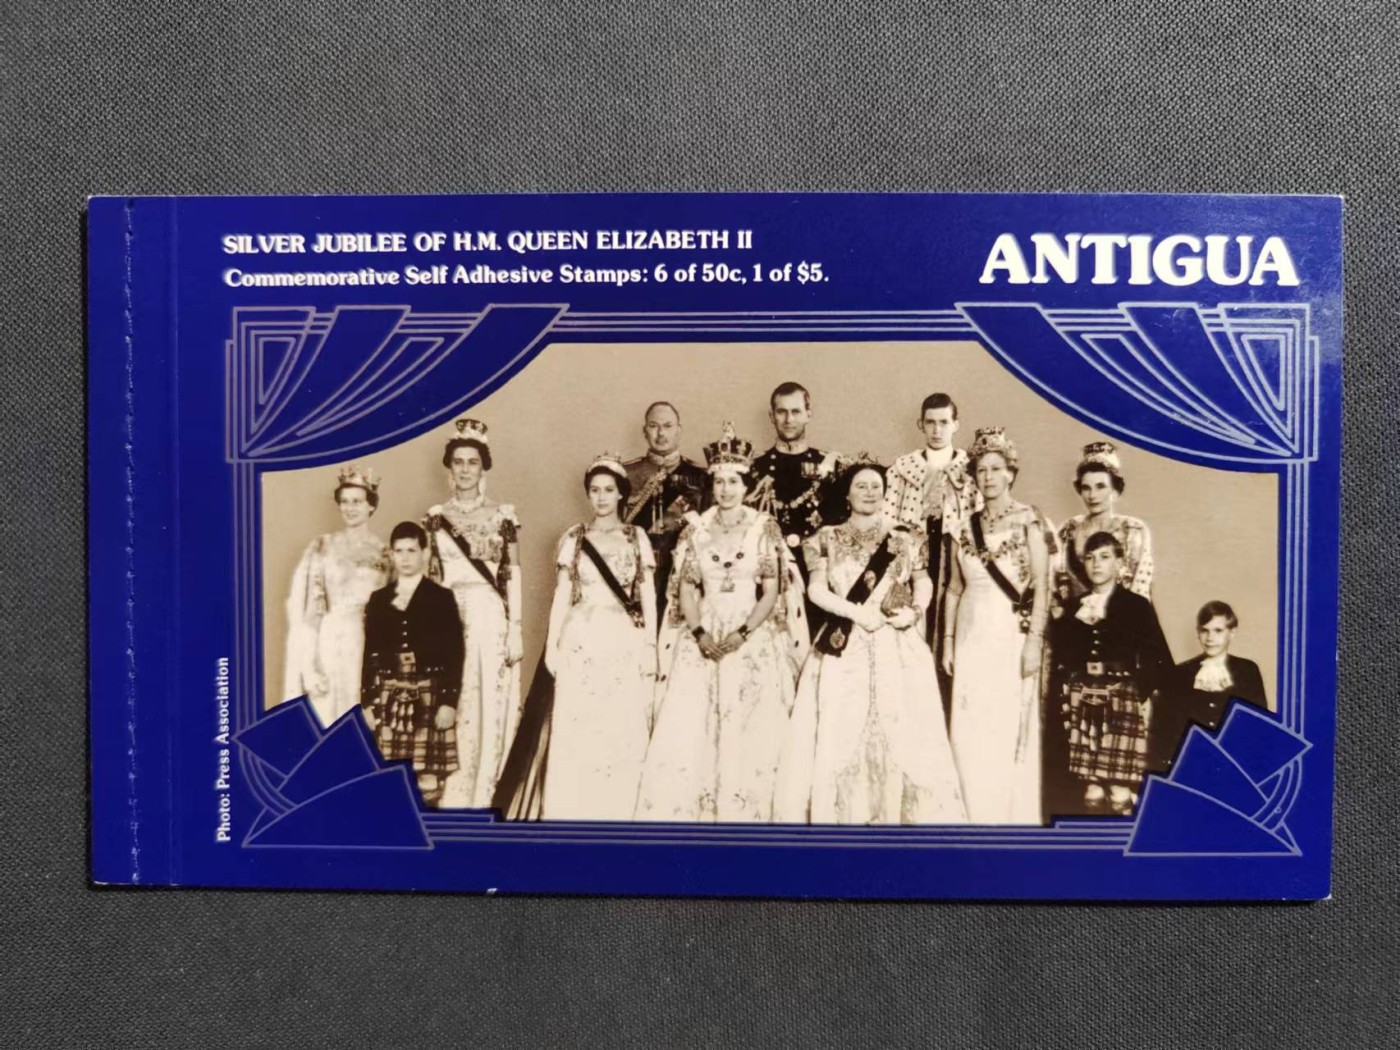 SILVER JUBILEE OF H.M. QUEEN ELIZABETH II
Commemorative Self Adhesive Stamps: 6 of 50c, 1 of $5.
ANTIGUA
Photo: Press Association